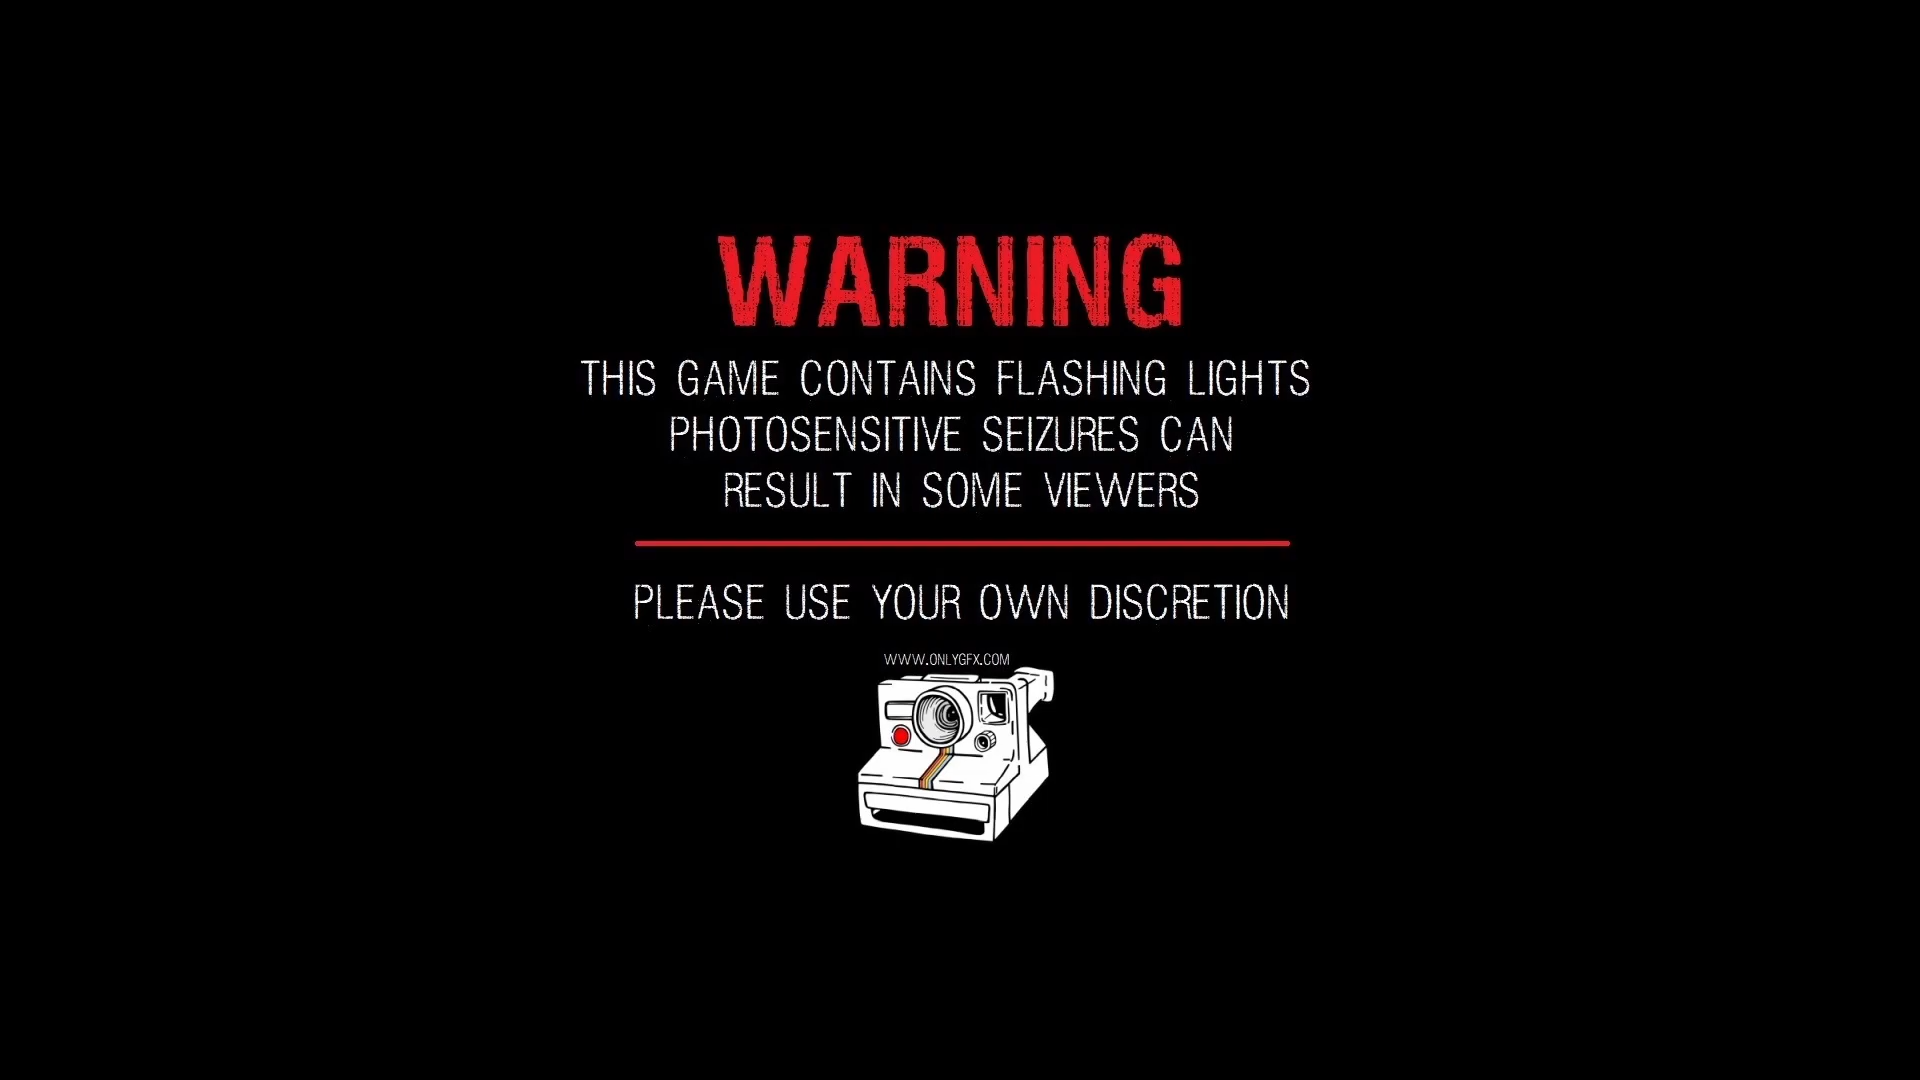 WARNING
THIS GAME CONTAINS FLASHING LIGHTS
PHOTOSENSITIVE SEIZURES CAN
RESULT IN SOME VIEWERS
PLEASE USE YOUR OWN DISCRETION
WWW.ONLYGFX.COM